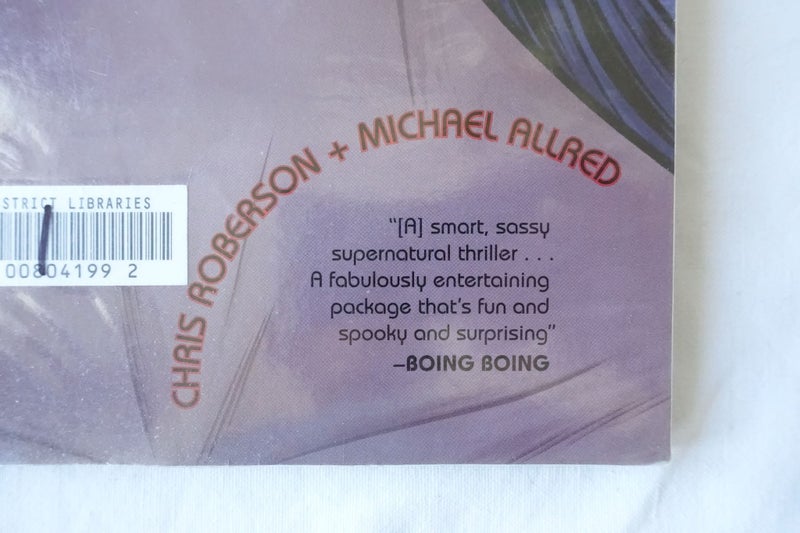 STRICT LIBRARIES
00804199 2
CHRIS ROBERSON + MICHAEL ALLRED
"[A] smart, sassy
supernatural thriller . . .
A fabulously entertaining
package that's fun and
spooky and surprising"
–BOING BOING